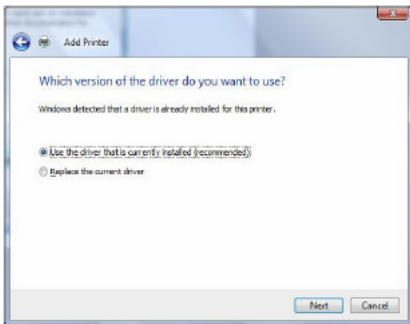 Add Printer
Which version of the driver do you want to use?
Windows detected that a driver is already installed for this printer.
Use the driver that is currently installed (recommended)
Replace the current driver
Next
Cancel